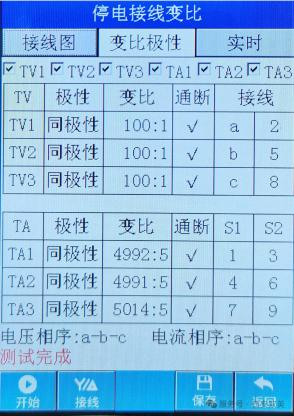 停电接线变比
接线图 变比极性 实时
TV1 TV2 TV3 TA1 TA2 TA3
TV 极性 变比 通断 接线
TV1 同极性 100:1 √ a 2
TV2 同极性 100:1 √ b 5
TV3 同极性 100:1 √ c 8
TA 极性 变比 通断 S1 S2
TA1 同极性 4992:5 √ 1 3
TA2 同极性 4991:5 √ 4 6
TA3 同极性 5014:5 √ 7 9
电压相序:a-b-c 电流相序:a-b-c
测试完成
开始 接线 保存 返回
服务号